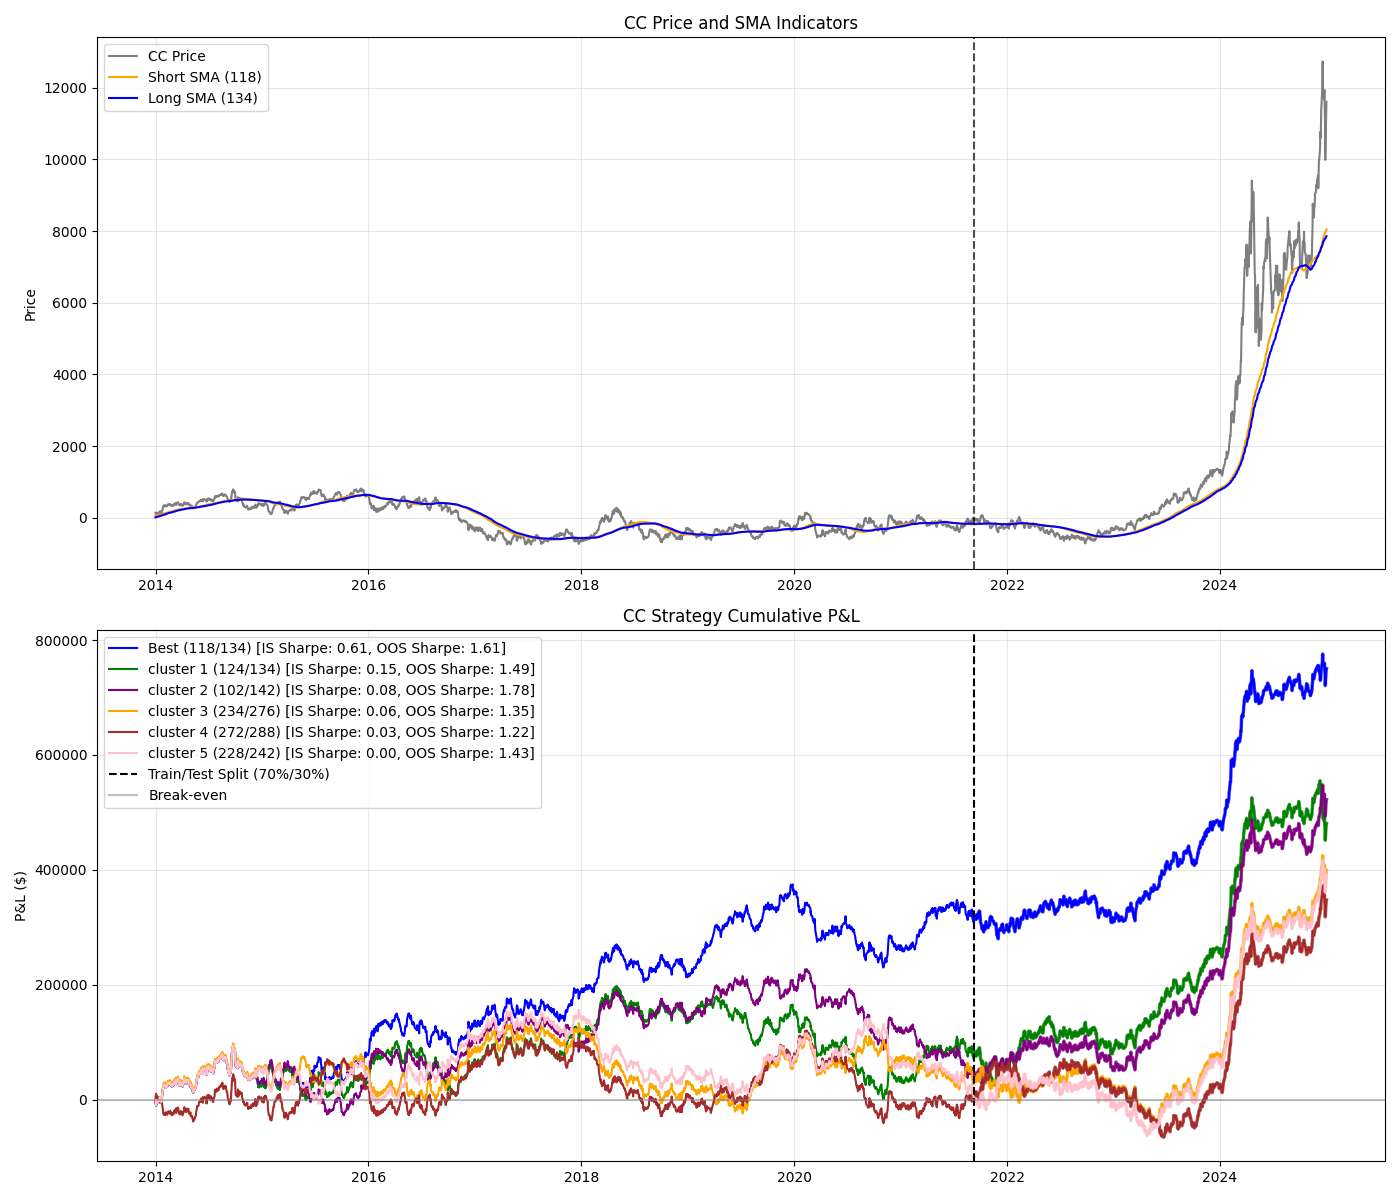 CC Price and SMA Indicators
CC Price
Short SMA (118)
Long SMA (134)
12000
10000
8000
6000
4000
2000
0
Price
2014
2016
2018
2020
2022
2024
CC Strategy Cumulative P&L
Best (118/134) [IS Sharpe: 0.61, OOS Sharpe: 1.61]
cluster 1 (124/134) [IS Sharpe: 0.15, OOS Sharpe: 1.49]
cluster 2 (102/142) [IS Sharpe: 0.08, OOS Sharpe: 1.78]
cluster 3 (234/276) [IS Sharpe: 0.06, OOS Sharpe: 1.35]
cluster 4 (272/288) [IS Sharpe: 0.03, OOS Sharpe: 1.22]
cluster 5 (228/242) [IS Sharpe: 0.00, OOS Sharpe: 1.43]
Train/Test Split (70%/30%)
Break-even
800000
600000
400000
200000
0
P&L ($)
2014
2016
2018
2020
2022
2024